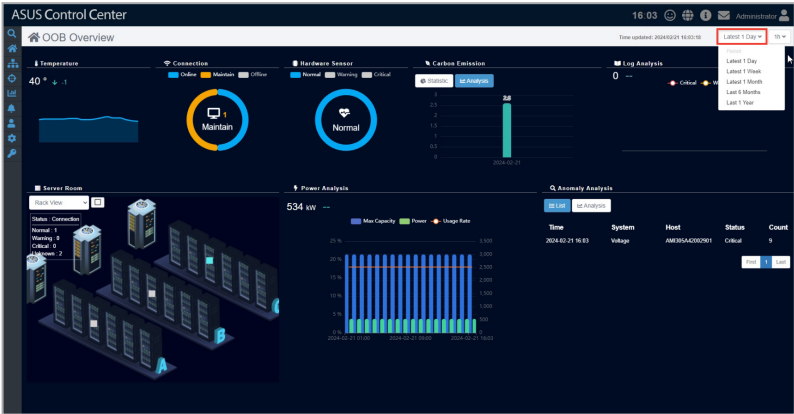 ASUS Control Center
16:03
Administrator
OOB Overview
Time updated: 2024/02/21 16:03:18
Latest 1 Day
1h
Period
Latest 1 Day
Latest 1 Week
Latest 1 Month
Last 6 Months
Last 1 Year
Temperature
40 ° -1
Connection
Online Maintain Offline
1
Maintain
Hardware Sensor
Normal Warning Critical
Normal
Carbon Emission
Statistic Analysis
3
2.5
2
1.5
1
0.5
0
2.6
2024-02-21
Log Analysis
0 --
Critical W
Server Room
Rack View
Status : Connection
Normal : 1
Warning : 0
Critical : 0
Unknown : 2
A
B
C
Power Analysis
534 kW --
Max Capacity Power Usage Rate
25 %
20 %
15 %
10 %
5 %
0 %
3,500
3,000
2,500
2,000
1,500
1,000
500
0
2024-02-21 01:00 2024-02-21 09:00 2024-02-21 16:03
Anomaly Analysis
List Analysis
Time System Host Status Count
2024-02-21 16:03 Voltage AMI305A42002901 Critical 9
First 1 Last